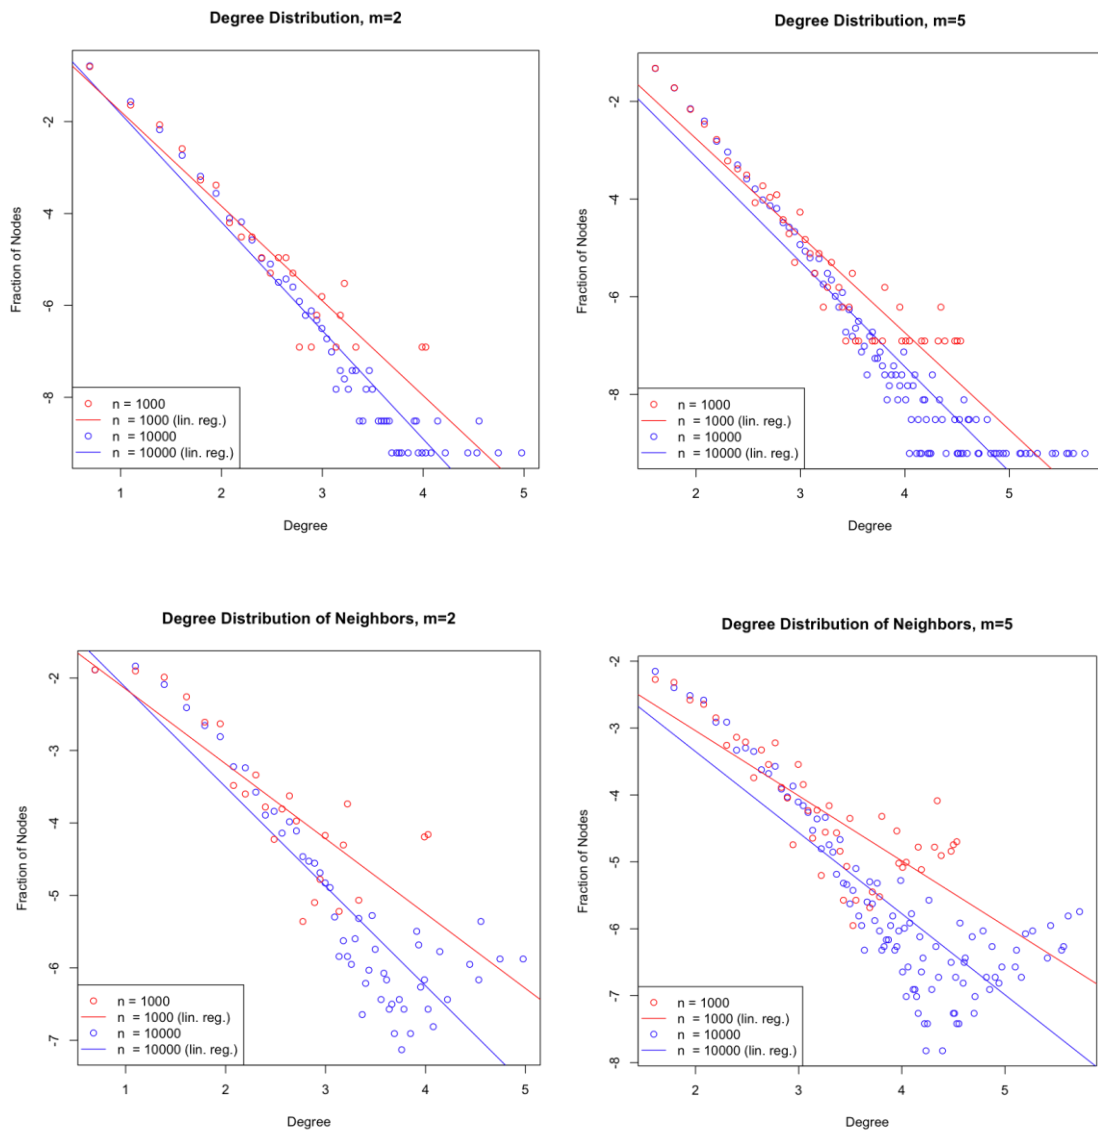 Degree Distribution, m=2
Fraction of Nodes
-2
-4
-6
-8
n = 1000
n = 1000 (lin. reg.)
n = 10000
n = 10000 (lin. reg.)
1 2 3 4 5
Degree
Degree Distribution, m=5
Fraction of Nodes
-2
-4
-6
-8
n = 1000
n = 1000 (lin. reg.)
n = 10000
n = 10000 (lin. reg.)
2 3 4 5
Degree
Degree Distribution of Neighbors, m=2
Fraction of Nodes
-2
-3
-4
-5
-6
-7
n = 1000
n = 1000 (lin. reg.)
n = 10000
n = 10000 (lin. reg.)
1 2 3 4 5
Degree
Degree Distribution of Neighbors, m=5
Fraction of Nodes
-2
-3
-4
-5
-6
-7
-8
n = 1000
n = 1000 (lin. reg.)
n = 10000
n = 10000 (lin. reg.)
2 3 4 5
Degree